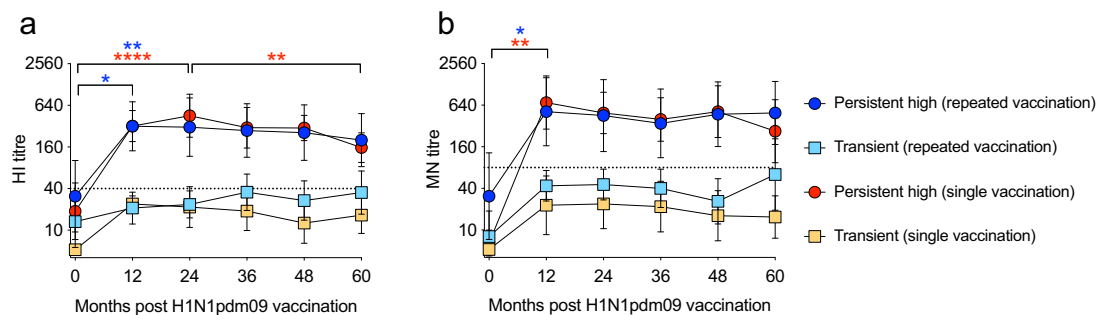 a
**
****
*
**
2560
640
160
40
10
HI titre
0 12 24 36 48 60
Months post H1N1pdm09 vaccination
b
*
**
2560
640
160
40
10
MN titre
0 12 24 36 48 60
Months post H1N1pdm09 vaccination
Persistent high (repeated vaccination)
Transient (repeated vaccination)
Persistent high (single vaccination)
Transient (single vaccination)